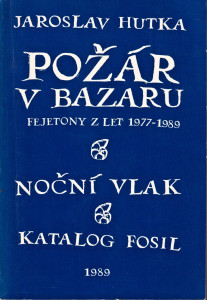 JAROSLAV HUTKA
POŽÁR
V BAZARU
FEJETONY Z LET 1977-1989
NOČNÍ VLAK
KATALOG FOSIL
1989